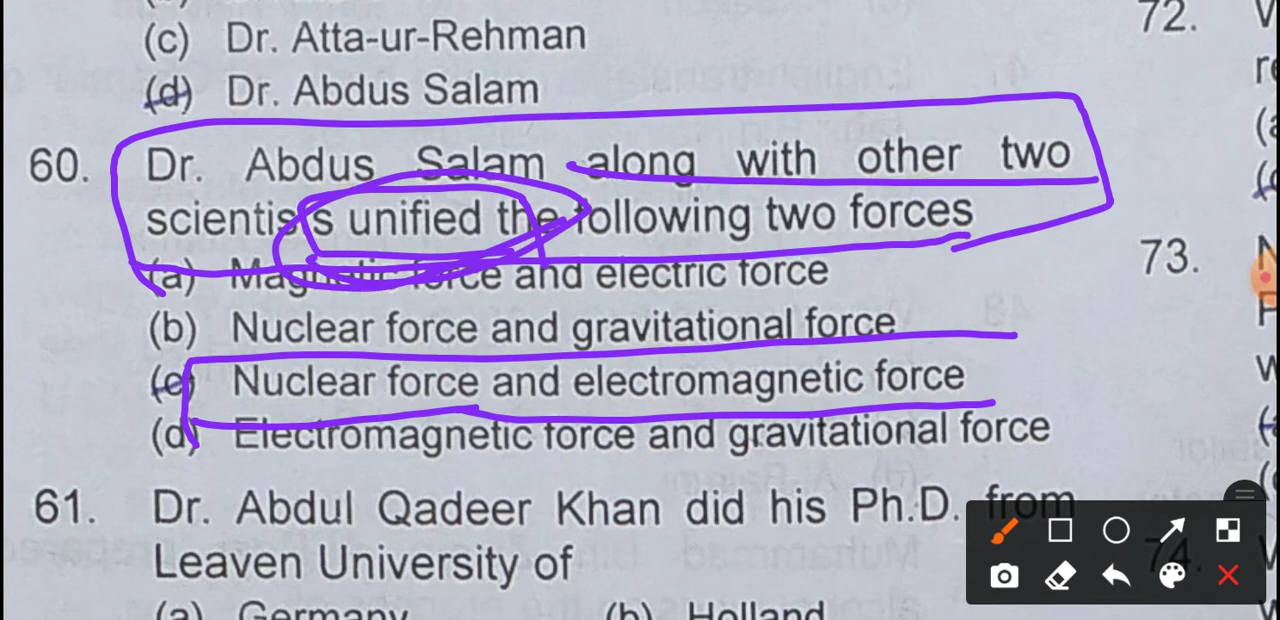 (c) Dr. Atta-ur-Rehman
(d) Dr. Abdus Salam
60. Dr. Abdus Salam along with other two
scientists unified the following two forces
(a) Magnetic force and electric force
(b) Nuclear force and gravitational force
(c) Nuclear force and electromagnetic force
(d) Electromagnetic force and gravitational force
61. Dr. Abdul Qadeer Khan did his Ph.D. from
Leaven University of
(a) Germany (b) Holland
72.
73.
74.